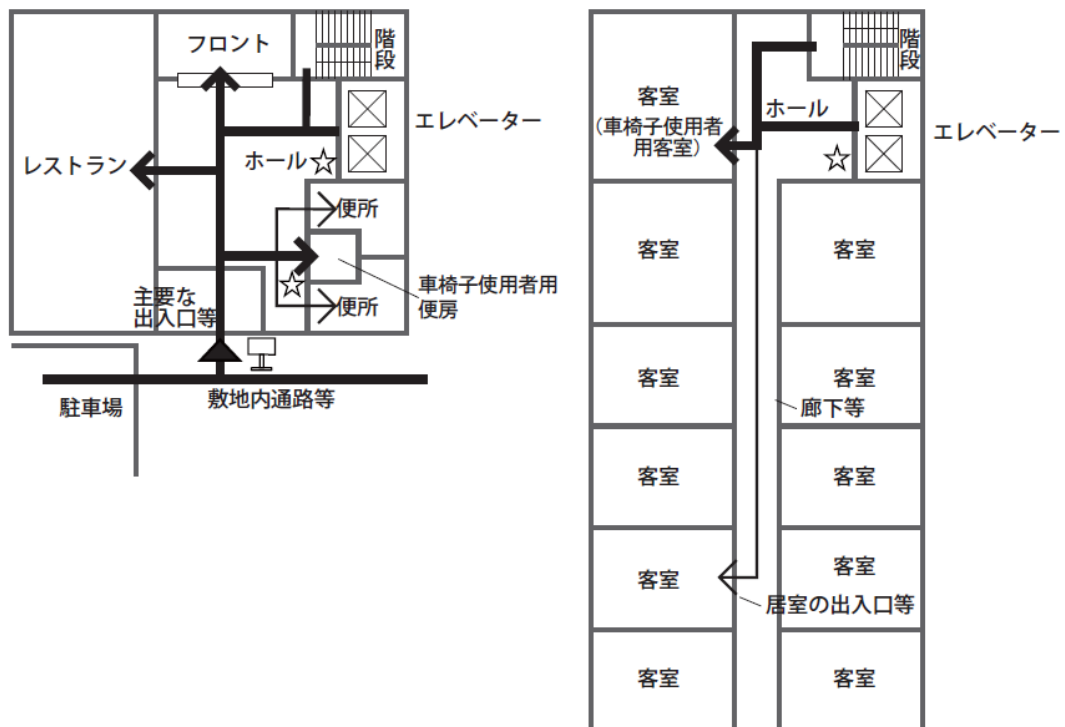 フロント
階
段
エレベーター
レストラン
ホール
便所
車椅子使用者用
便房
主要な
出入口等
便所
駐車場
敷地内通路等
階
段
客室
(車椅子使用者
用客室)
ホール
エレベーター
客室
客室
客室
客室
廊下等
客室
客室
客室
客室
居室の出入口等
客室
客室